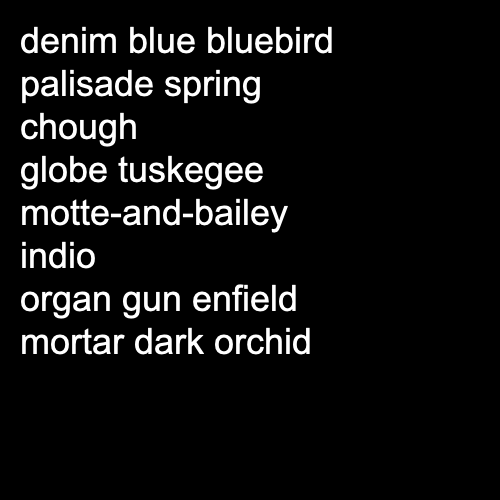 denim blue bluebird
palisade spring
chough
globe tuskegee
motte-and-bailey
indio
organ gun enfield
mortar dark orchid